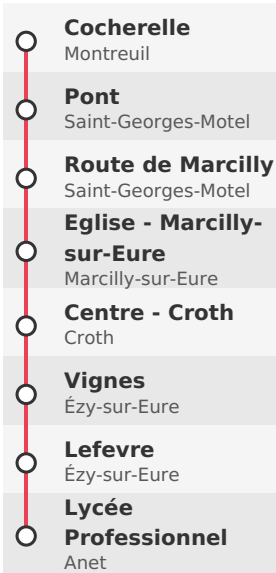 Cocherelle
Montreuil
Pont
Saint-Georges-Motel
Route de Marcilly
Saint-Georges-Motel
Eglise - Marcilly-
sur-Eure
Marcilly-sur-Eure
Centre - Croth
Croth
Vignes
Ézy-sur-Eure
Lefevre
Ézy-sur-Eure
Lycée
Professionnel
Anet